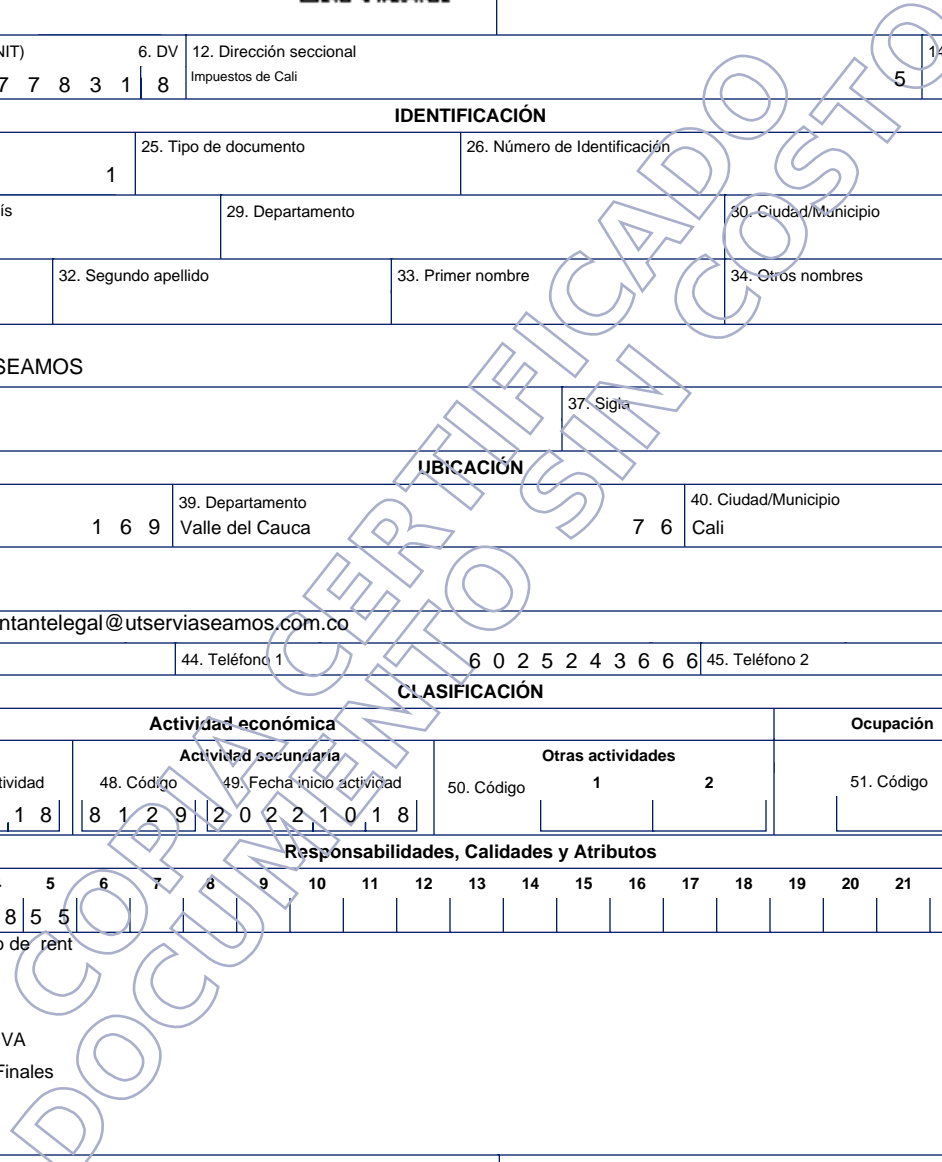 NIT) 6. DV 12. Dirección seccional 14
7 7 8 3 1 8 Impuestos de Cali 5
IDENTIFICACIÓN
25. Tipo de documento 26. Número de Identificación
1
ís 29. Departamento 30. Ciudad/Municipio
32. Segundo apellido 33. Primer nombre 34. Otros nombres
SEAMOS
37. Sigla
UBICACIÓN
39. Departamento 40. Ciudad/Municipio
1 6 9 Valle del Cauca 7 6 Cali
ntantelegal@utserviaseamos.com.co
44. Teléfono 1 6 0 2 5 2 4 3 6 6 6 45. Teléfono 2
CLASIFICACIÓN
Actividad económica Ocupación
Actividad secundaria Otras actividades
tividad 48. Código 49. Fecha inicio actividad 50. Código 1 2 51. Código
1 8 8 1 2 9 2 0 2 2 1 0 1 8
Responsabilidades, Calidades y Atributos
5 6 7 8 9 10 11 12 13 14 15 16 17 18 19 20 21
8 5 5
o de rent
VA
Finales
COPIA CERTIFICADO
DOCUMENTO SIN COSTO